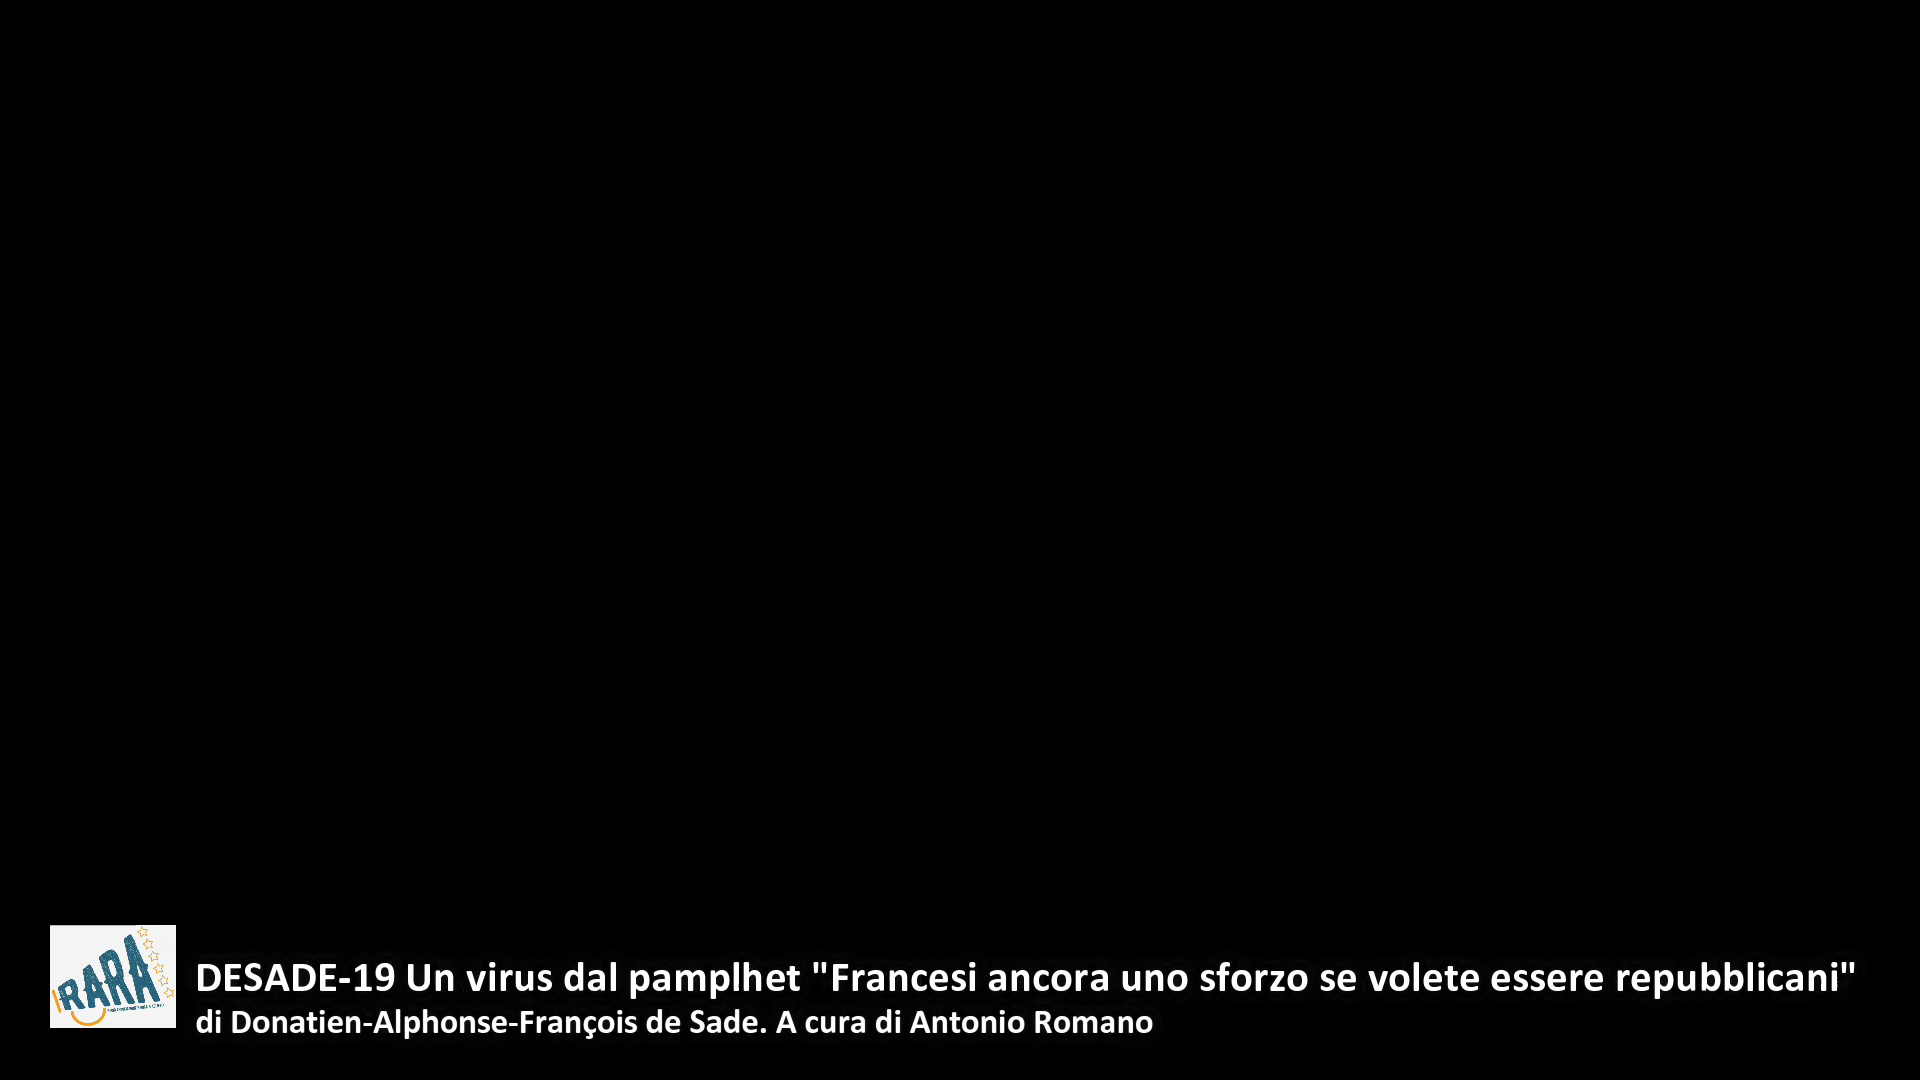 RARA
DESADE-19 Un virus dal pamplhet "Francesi ancora uno sforzo se volete essere repubblicani"
di Donatien-Alphonse-François de Sade. A cura di Antonio Romano